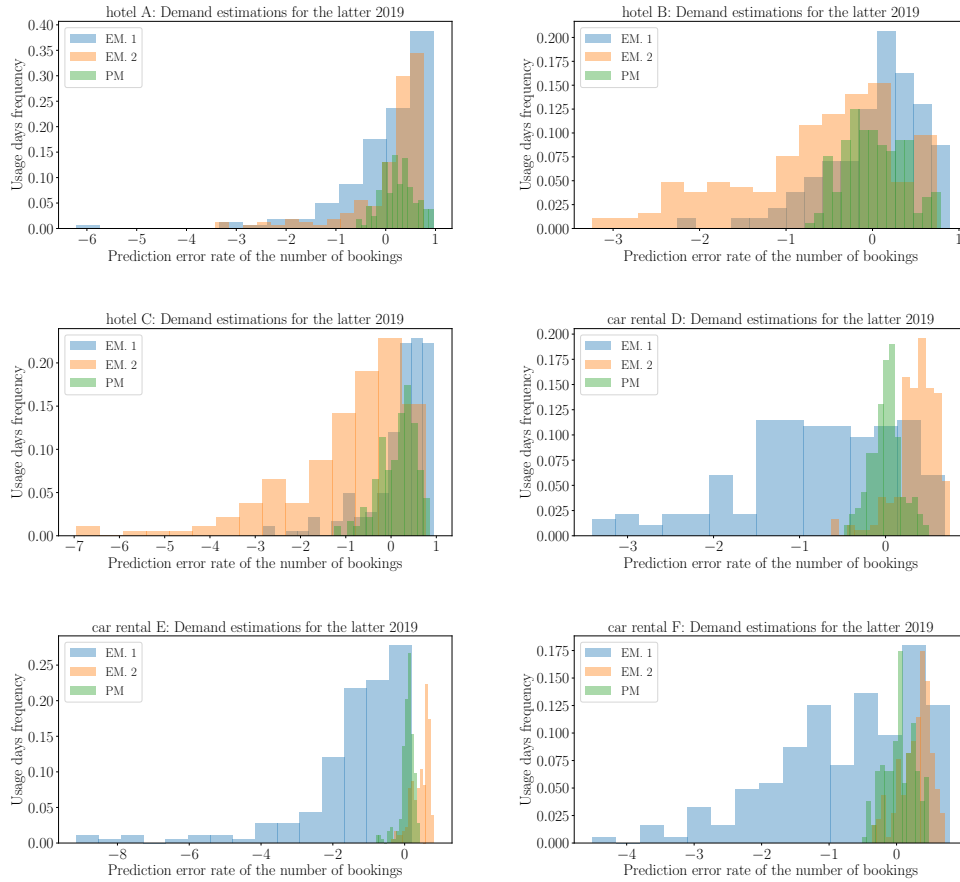 hotel A: Demand estimations for the latter 2019
EM. 1
EM. 2
PM
Usage days frequency
0.40
0.35
0.30
0.25
0.20
0.15
0.10
0.05
0.00
−6 −5 −4 −3 −2 −1 0 1
Prediction error rate of the number of bookings
hotel B: Demand estimations for the latter 2019
EM. 1
EM. 2
PM
Usage days frequency
0.200
0.175
0.150
0.125
0.100
0.075
0.050
0.025
0.000
−3 −2 −1 0 1
Prediction error rate of the number of bookings
hotel C: Demand estimations for the latter 2019
EM. 1
EM. 2
PM
Usage days frequency
0.20
0.15
0.10
0.05
0.00
−7 −6 −5 −4 −3 −2 −1 0 1
Prediction error rate of the number of bookings
car rental D: Demand estimations for the latter 2019
EM. 1
EM. 2
PM
Usage days frequency
0.200
0.175
0.150
0.125
0.100
0.075
0.050
0.025
0.000
−3 −2 −1 0
Prediction error rate of the number of bookings
car rental E: Demand estimations for the latter 2019
EM. 1
EM. 2
PM
Usage days frequency
0.25
0.20
0.15
0.10
0.05
0.00
−8 −6 −4 −2 0
Prediction error rate of the number of bookings
car rental F: Demand estimations for the latter 2019
EM. 1
EM. 2
PM
Usage days frequency
0.175
0.150
0.125
0.100
0.075
0.050
0.025
0.000
−4 −3 −2 −1 0
Prediction error rate of the number of bookings